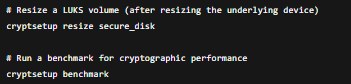 # Resize a LUKS volume (after resizing the underlying device)
cryptsetup resize secure_disk
# Run a benchmark for cryptographic performance
cryptsetup benchmark